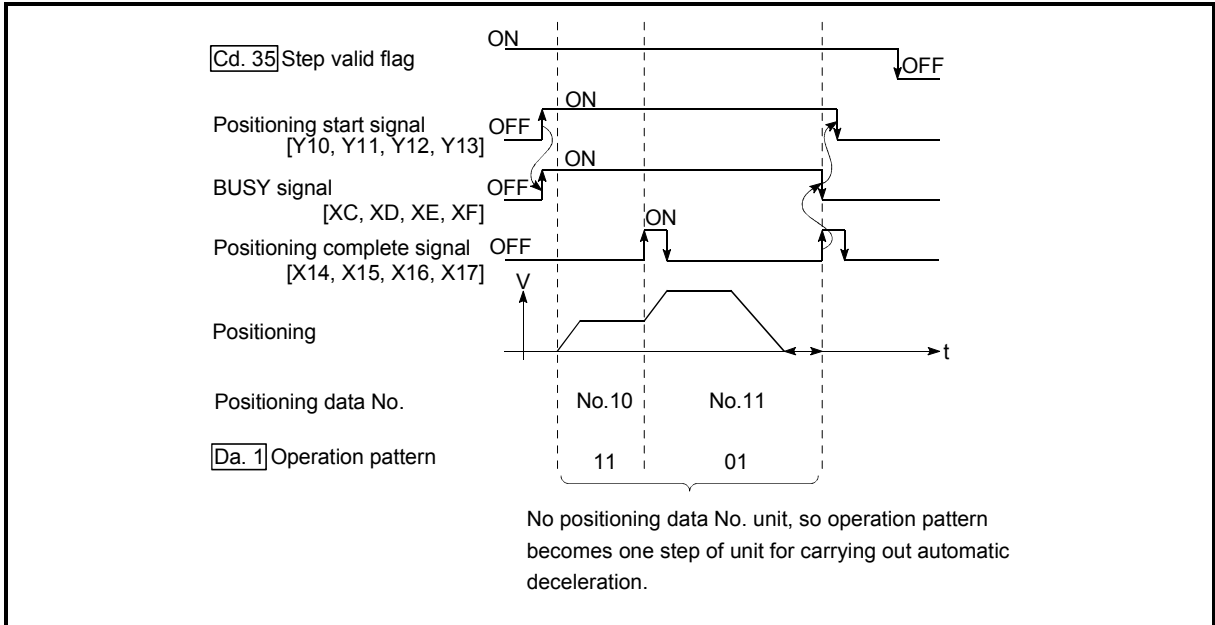 ON
Cd. 35 Step valid flag
OFF
ON
Positioning start signal OFF
[Y10, Y11, Y12, Y13]
ON
BUSY signal OFF
[XC, XD, XE, XF]
ON
Positioning complete signal OFF
[X14, X15, X16, X17]
V
Positioning
t
Positioning data No. No.10 No.11
Da. 1 Operation pattern 11 01
No positioning data No. unit, so operation pattern
becomes one step of unit for carrying out automatic
deceleration.